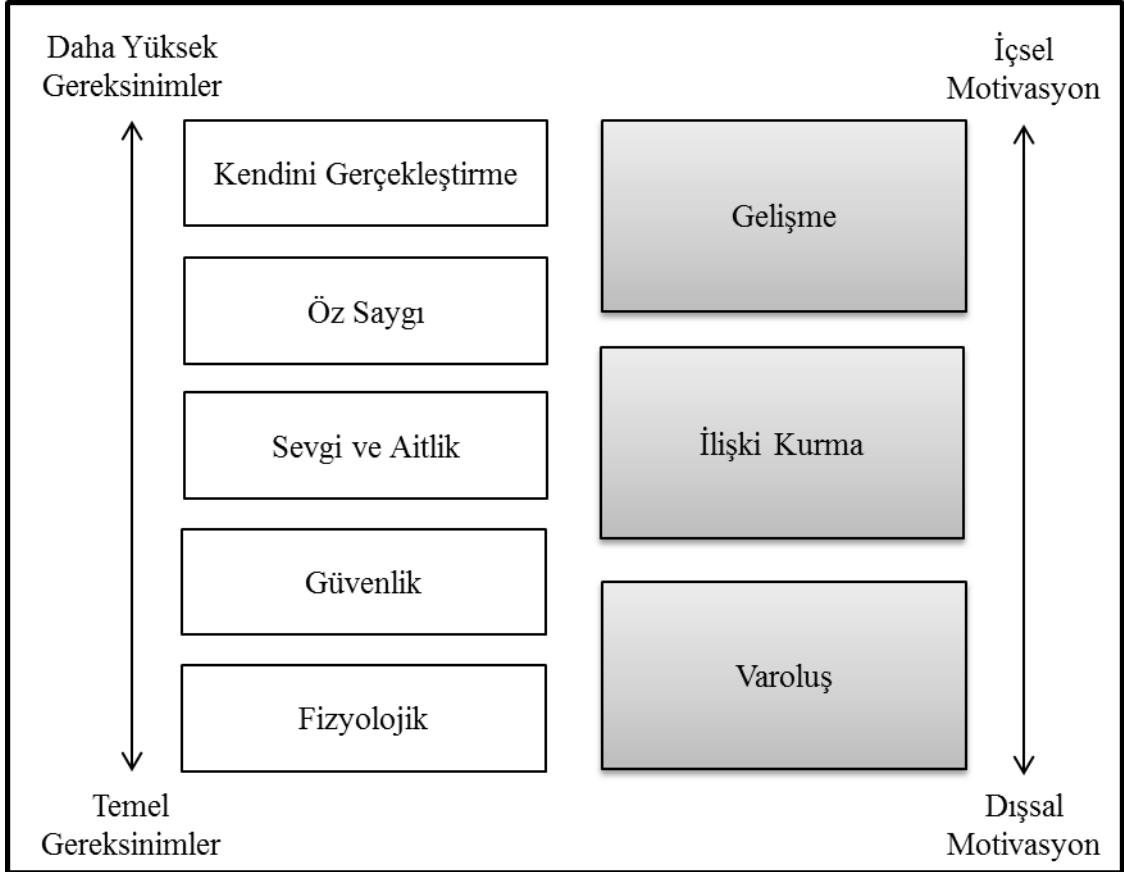 Daha Yüksek
Gereksinimler
İçsel
Motivasyon
Kendini Gerçekleştirme
Gelişme
Öz Saygı
Sevgi ve Aitlik
İlişki Kurma
Güvenlik
Varoluş
Fizyolojik
Temel
Gereksinimler
Dışsal
Motivasyon